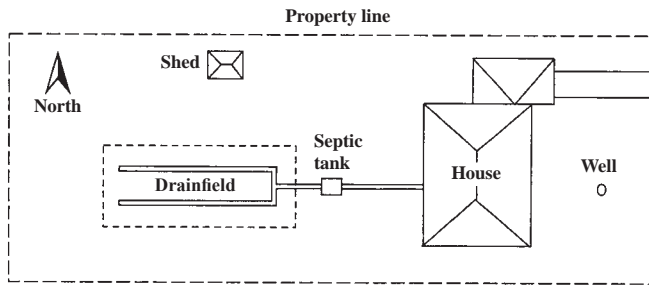 Property line
Shed
North
Septic
tank
Drainfield
House
Well